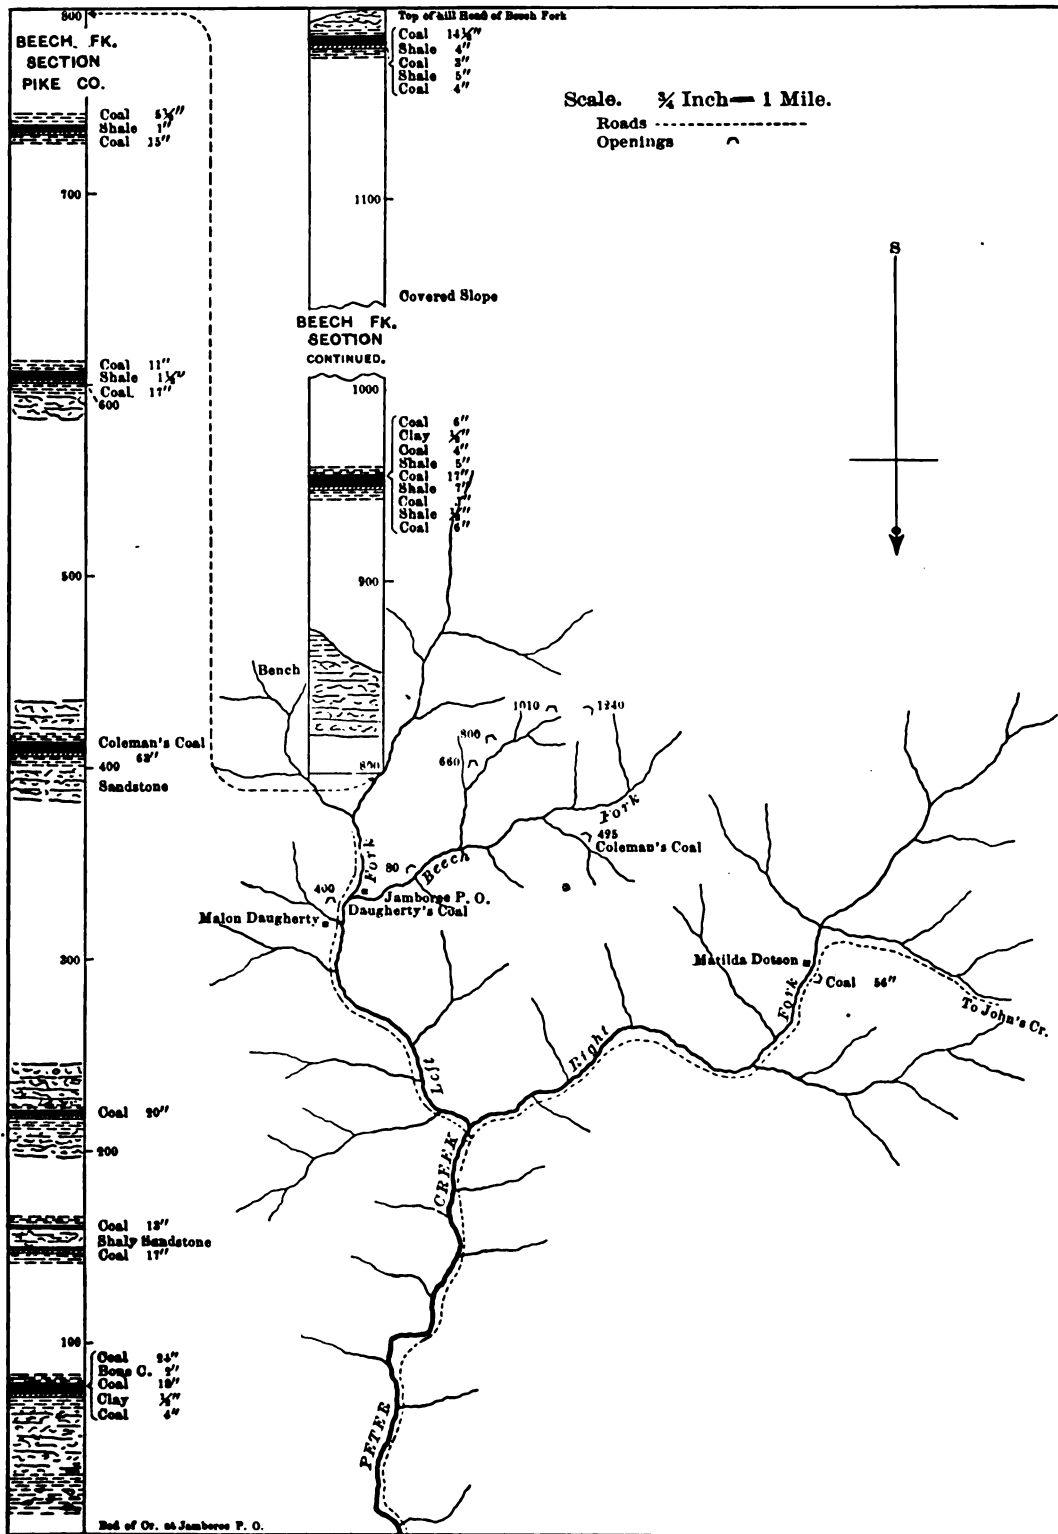 800
BEECH FK.
SECTION
PIKE CO.
Coal 5½"
Shale 1"
Coal 15"
700
Coal 11"
Shale 1½"
Coal 17"
600
500
Coleman's Coal
63"
400
Sandstone
300
Coal 20"
200
Coal 13"
Shaly Sandstone
Coal 17"
100
Coal 24"
Bone C. 2"
Coal
Clay ½"
Coal 4"
Bed of Cr. at Jamboree P. O.
Top of hill Head of Beech Fork
Coal 14½"
Shale 4"
Coal 3"
Shale 5"
Coal 4"
1100
Covered Slope
BEECH FK.
SECTION
CONTINUED.
1000
Coal 6"
Clay ½"
Coal 4"
Shale 5"
Coal 17"
Shale 7"
Coal
Shale
Coal 6"
900
800
Scale. ¾ Inch = 1 Mile.
Roads
Openings
S
Bench
1010
1240
800
660
Fork
495
Coleman's Coal
Beech
80
Fork
Jamboree P. O.
Daugherty's Coal
400
Malon Daugherty
Matilda Dotson
Coal 56"
Fork
To John's Cr.
Right
Left
CREEK
PETER